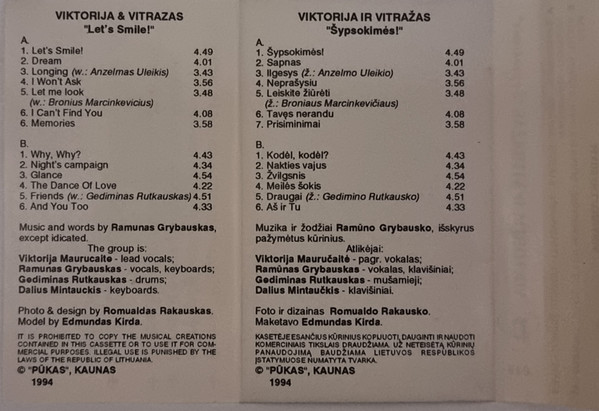 VIKTORIJA & VITRAZAS
"Let's Smile!"
A.
1. Let's Smile! 4.49
2. Dream 4.01
3. Longing (w.: Anzelmas Uleikis) 3.43
4. I Won't Ask 3.56
5. Let me look 3.48
(w.: Bronius Marcinkevicius)
6. I Can't Find You 4.08
6. Memories 3.58
B.
1. Why, Why? 4.43
2. Night's campaign 4.34
3. Glance 4.54
4. The Dance Of Love 4.22
5. Friends (w.: Gediminas Rutkauskas) 4.51
6. And You Too 4.33
Music and words by Ramunas Grybauskas,
except idicated.
The group is:
Viktorija Maurucaite - lead vocals;
Ramunas Grybauskas - vocals, keyboards;
Gediminas Rutkauskas - drums;
Dalius Mintauckis - keyboards.
Photo & design by Romualdas Rakauskas.
Model by Edmundas Kirda.
IT IS PROHIBITED TO COPY THE MUSICAL CREATIONS
CONTAINED IN THIS CASSETTE OR TO USE IT FOR COM-
MERCIAL PURPOSES. ILLEGAL USE IS PUNISHED BY THE
LAWS OF THE REPUBLIC OF LITHUANIA.
© "PŪKAS", KAUNAS
1994
VIKTORIJA IR VITRAŽAS
"Šypsokimės!"
A.
1. Šypsokimės! 4.49
2. Sapnas 4.01
3. Ilgesys (ž.: Anzelmo Uleikio) 3.43
4. Neprašysiu 3.56
5. Leiskite žiūrėti 3.48
(ž.: Broniaus Marcinkevičiaus)
6. Tavęs nerandu 4.08
7. Prisiminimai 3.58
B.
1. Kodėl, kodėl? 4.43
2. Nakties vajus 4.34
3. Žvilgsnis 4.54
4. Meilės šokis 4.22
5. Draugai (ž.: Gedimino Rutkausko) 4.51
6. Aš ir Tu 4.33
Muzika ir žodžiai Ramūno Grybausko, išskyrus
pažymėtus kūrinius.
Atlikėjai:
Viktorija Mauručaitė - pagr. vokalas;
Ramūnas Grybauskas - vokalas, klavišiniai;
Gediminas Rutkauskas - mušamieji;
Dalius Mintaučkis - klavišiniai.
Foto ir dizainas Romualdo Rakausko.
Maketavo Edmundas Kirda.
KASETĖJE ESANČIUS KŪRINIUS KOPIJUOTI, DAUGINTI IR NAUDOTI
KOMERCINIAIS TIKSLAIS DRAUDŽIAMA. UŽ NETEISĖTĄ KŪRINIŲ
PANAUDOJIMĄ BAUDŽIAMA LIETUVOS RESPUBLIKOS
ĮSTATYMUOSE NUMATYTA TVARKA.
© "PŪKAS", KAUNAS
1994